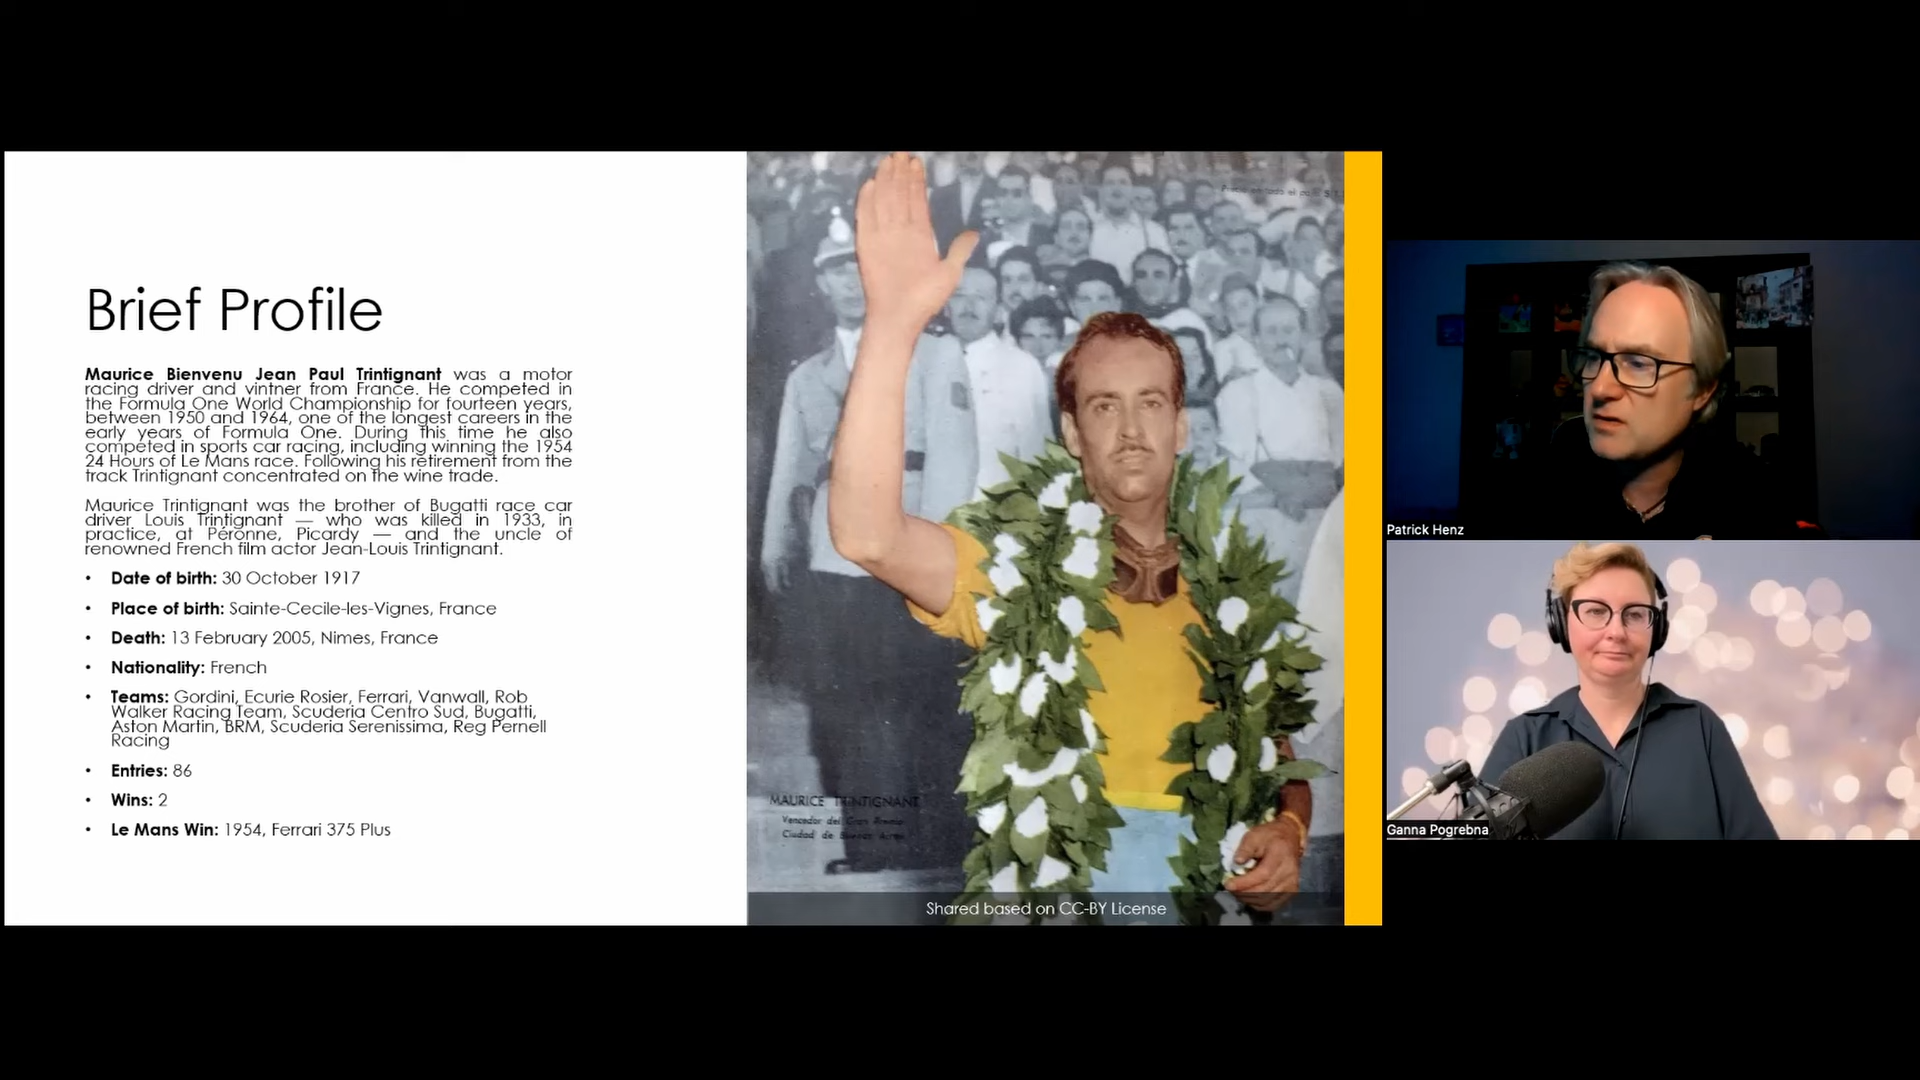 Brief Profile
Maurice Bienvenu Jean Paul Trintignant was a motor
racing driver and vintner from France. He competed in
the Formula One World Championship for fourteen years,
between 1950 and 1964, one of the longest careers in the
early years of Formula One. During this time he also
competed in sports car racing, including winning the 1954
24 Hours of Le Mans race. Following his retirement from the
track Trintignant concentrated on the wine trade.
Maurice Trintignant was the brother of Bugatti race car
driver Louis Trintignant — who was killed in 1933, in
practice, at Péronne, Picardy — and the uncle of
renowned French film actor Jean-Louis Trintignant.
• Date of birth: 30 October 1917
• Place of birth: Sainte-Cecile-les-Vignes, France
• Death: 13 February 2005, Nimes, France
• Nationality: French
• Teams: Gordini, Ecurie Rosier, Ferrari, Vanwall, Rob
Walker Racing Team, Scuderia Centro Sud, Bugatti,
Aston Martin, BRM, Scuderia Serenissima, Reg Pernell
Racing
• Entries: 86
• Wins: 2
• Le Mans Win: 1954, Ferrari 375 Plus
MAURICE TRINTIGNANT
Vencedor del Gran Premio
Ciudad de Buenos Aires
Shared based on CC-BY License
Patrick Henz
Ganna Pogrebna